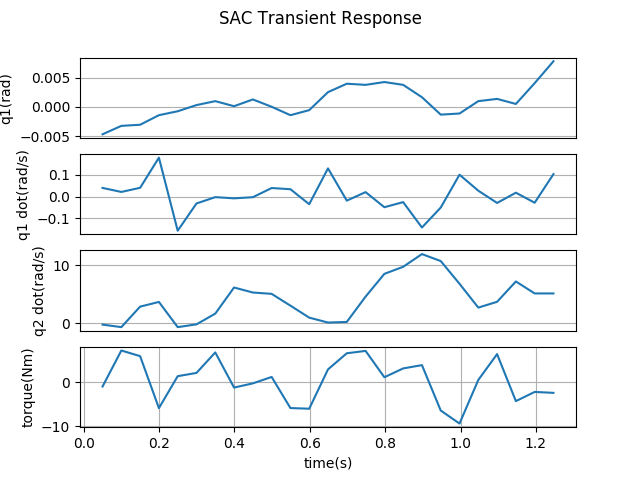 SAC Transient Response
q1(rad)
0.005
0.000
−0.005
q1 dot(rad/s)
0.1
0.0
−0.1
q2 dot(rad/s)
10
0
torque(Nm)
0
−10
0.0 0.2 0.4 0.6 0.8 1.0 1.2
time(s)